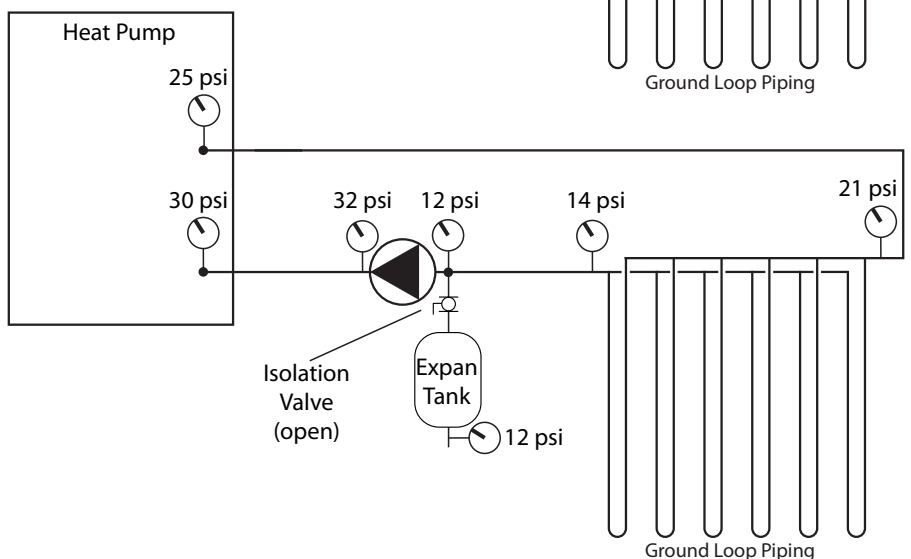 Ground Loop Piping
Heat Pump
25 psi
30 psi
32 psi
12 psi
14 psi
21 psi
Isolation
Valve
(open)
Expan
Tank
12 psi
Ground Loop Piping